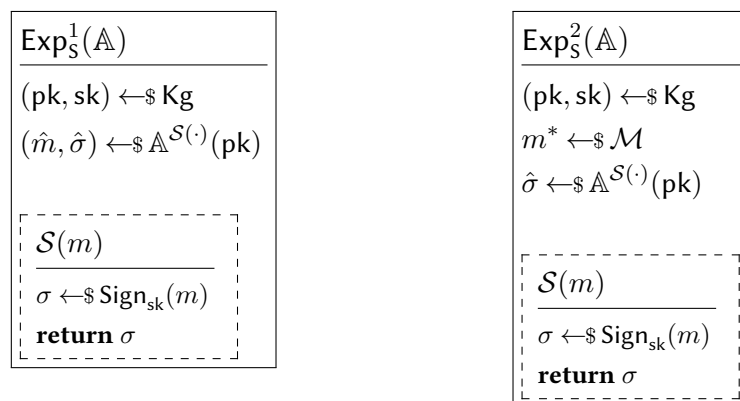 Exp¹_S(𝔸)
(pk, sk) ←$ Kg
(m̂, σ̂) ←$ 𝔸^{𝒮(·)}(pk)
𝒮(m)
σ ←$ Sign_sk(m)
return σ
Exp²_S(𝔸)
(pk, sk) ←$ Kg
m* ←$ ℳ
σ̂ ←$ 𝔸^{𝒮(·)}(pk)
𝒮(m)
σ ←$ Sign_sk(m)
return σ